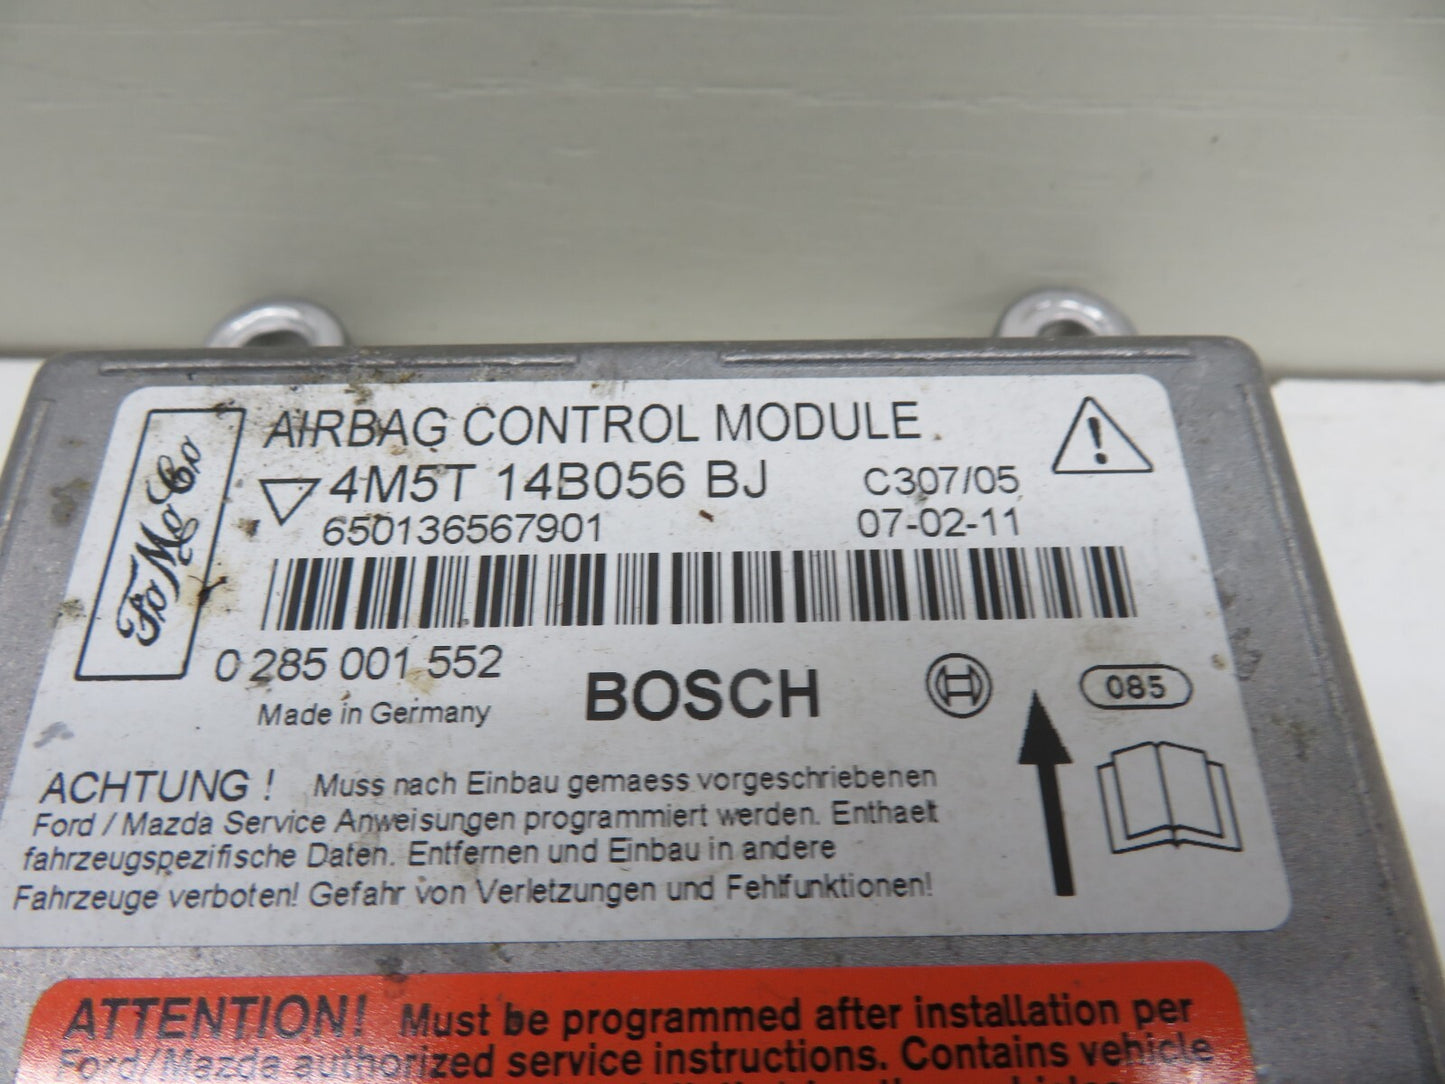 FoMoCo
AIRBAG CONTROL MODULE
4M5T 14B056 BJ C307/05
650136567901 07-02-11
0 285 001 552
Made in Germany BOSCH 085
ACHTUNG ! Muss nach Einbau gemaess vorgeschriebenen
Ford / Mazda Service Anweisungen programmiert werden. Enthaelt
fahrzeugspezifische Daten. Entfernen und Einbau in andere
Fahrzeuge verboten! Gefahr von Verletzungen und Fehlfunktionen!
ATTENTION! Must be programmed after installation per
Ford/Mazda authorized service instructions. Contains vehicle